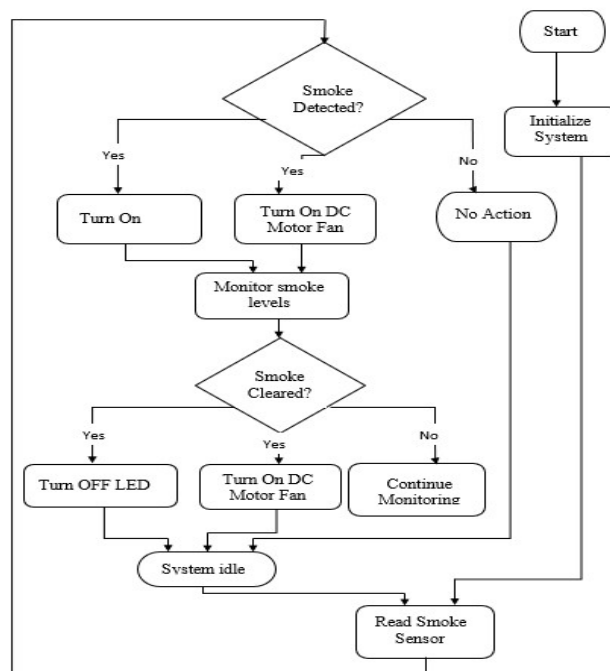 Start
Smoke
Detected?
Initialize
System
Yes
Yes
No
Turn On
Turn On DC
Motor Fan
No Action
Monitor smoke
levels
Smoke
Cleared?
Yes
Yes
No
Turn OFF LED
Turn On DC
Motor Fan
Continue
Monitoring
System idle
Read Smoke
Sensor